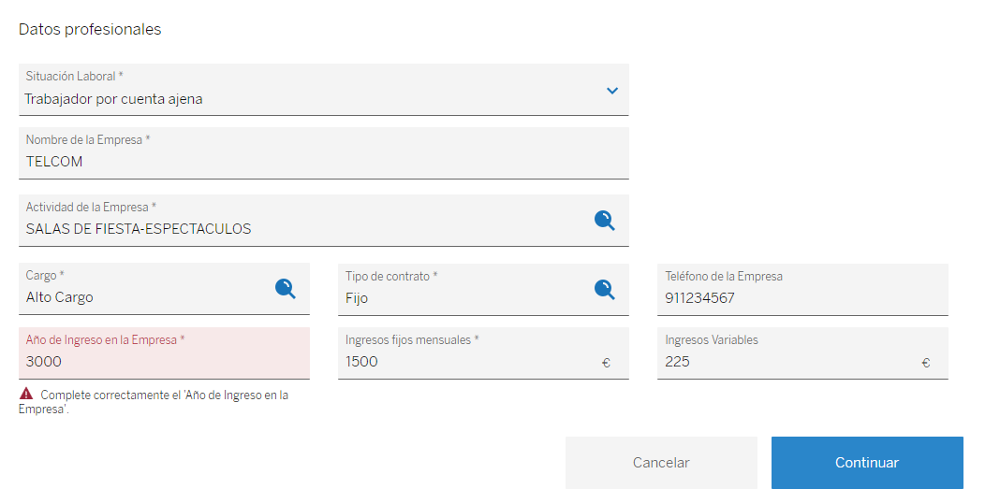 Datos profesionales
Situación Laboral *
Trabajador por cuenta ajena
Nombre de la Empresa *
TELCOM
Actividad de la Empresa *
SALAS DE FIESTA-ESPECTACULOS
Cargo *
Alto Cargo
Tipo de contrato *
Fijo
Teléfono de la Empresa
911234567
Año de Ingreso en la Empresa *
3000
Ingresos fijos mensuales *
1500 €
Ingresos Variables
225 €
Complete correctamente el 'Año de Ingreso en la
Empresa'.
Cancelar
Continuar